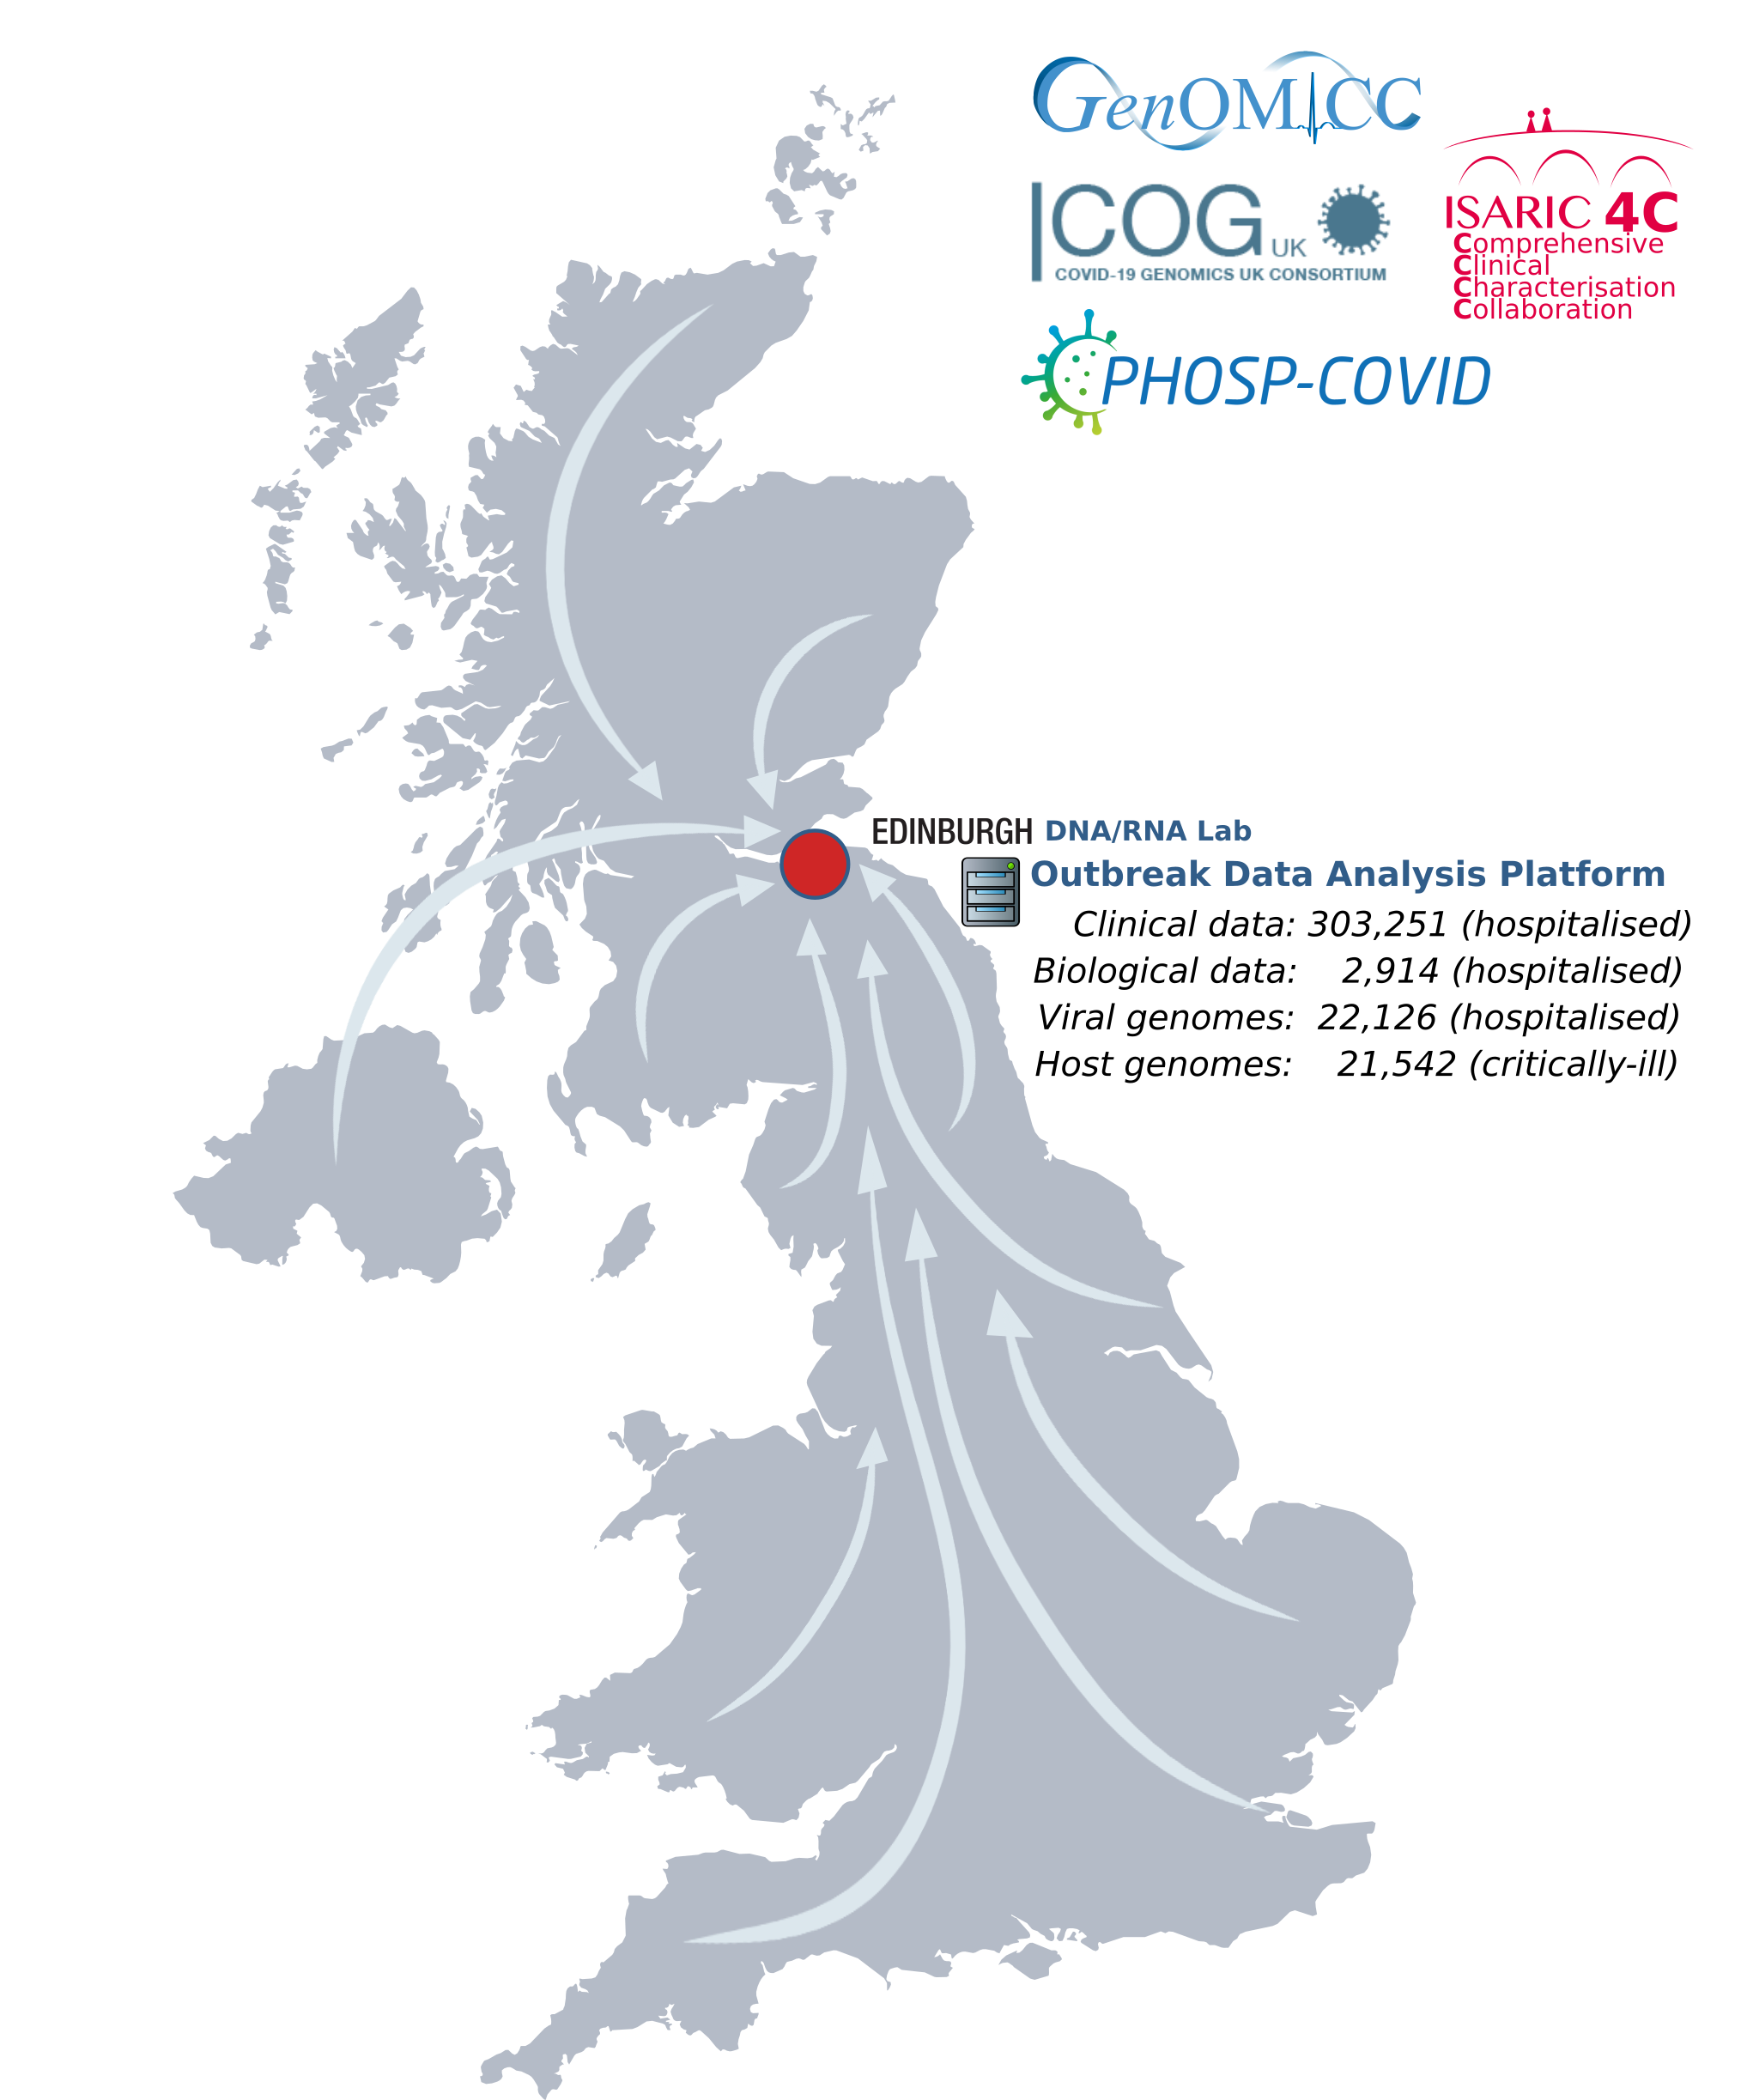 GenOMICC
ISARIC 4C
Comprehensive
Clinical
Characterisation
Collaboration
COG UK
COVID-19 GENOMICS UK CONSORTIUM
PHOSP-COVID
EDINBURGH DNA/RNA Lab
Outbreak Data Analysis Platform
Clinical data: 303,251 (hospitalised)
Biological data: 2,914 (hospitalised)
Viral genomes: 22,126 (hospitalised)
Host genomes: 21,542 (critically-ill)